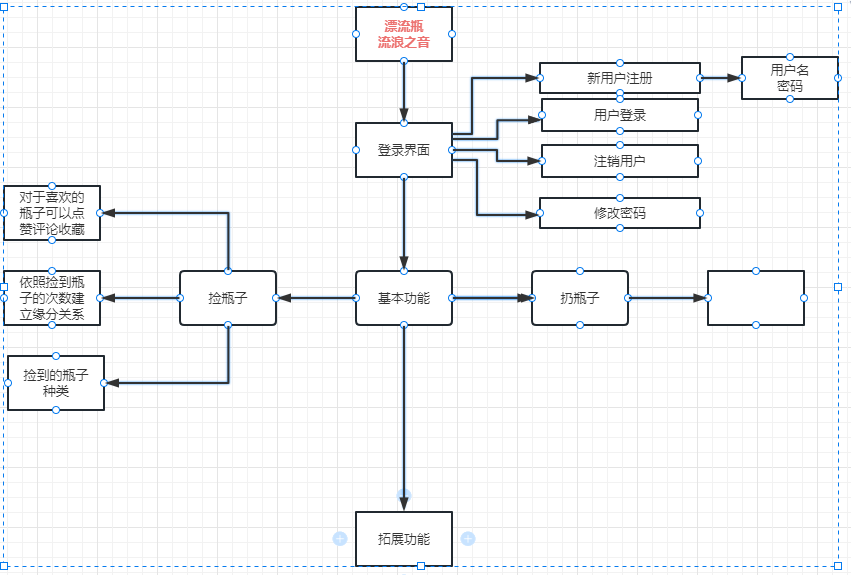 漂流瓶
流浪之音
新用户注册
用户名
密码
用户登录
登录界面
注销用户
修改密码
对于喜欢的
瓶子可以点
赞评论收藏
依照捡到瓶
子的次数建
立缘分关系
捡瓶子
基本功能
扔瓶子
捡到的瓶子
种类
拓展功能